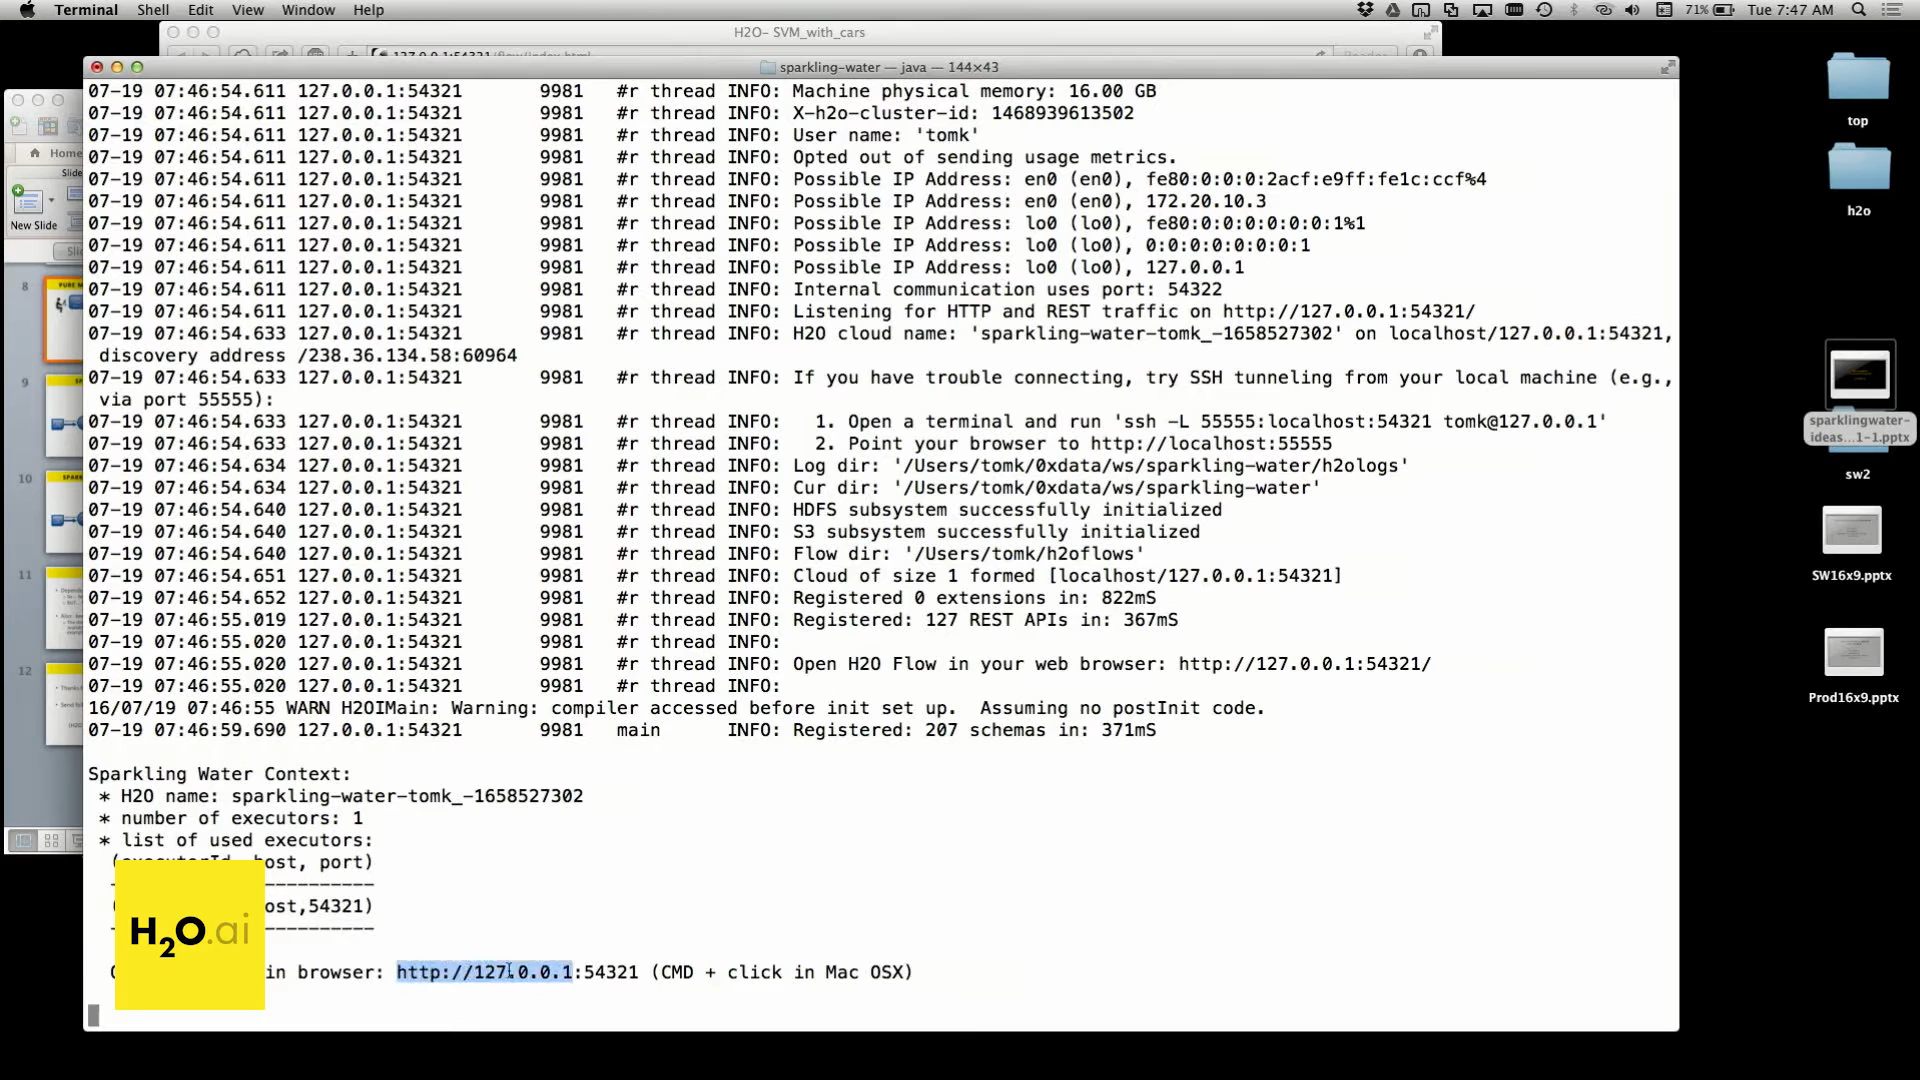 Terminal Shell Edit View Window Help 71% Tue 7:47 AM
H2O- SVM_with_cars
127.0.0.1:54321/flow/index.html Reader
sparkling-water — java — 144×43
07-19 07:46:54.611 127.0.0.1:54321 9981 #r thread INFO: Machine physical memory: 16.00 GB
07-19 07:46:54.611 127.0.0.1:54321 9981 #r thread INFO: X-h2o-cluster-id: 1468939613502
07-19 07:46:54.611 127.0.0.1:54321 9981 #r thread INFO: User name: 'tomk'
07-19 07:46:54.611 127.0.0.1:54321 9981 #r thread INFO: Opted out of sending usage metrics.
07-19 07:46:54.611 127.0.0.1:54321 9981 #r thread INFO: Possible IP Address: en0 (en0), fe80:0:0:0:2acf:e9ff:fe1c:ccf%4
07-19 07:46:54.611 127.0.0.1:54321 9981 #r thread INFO: Possible IP Address: en0 (en0), 172.20.10.3
07-19 07:46:54.611 127.0.0.1:54321 9981 #r thread INFO: Possible IP Address: lo0 (lo0), fe80:0:0:0:0:0:0:1%1
07-19 07:46:54.611 127.0.0.1:54321 9981 #r thread INFO: Possible IP Address: lo0 (lo0), 0:0:0:0:0:0:0:1
07-19 07:46:54.611 127.0.0.1:54321 9981 #r thread INFO: Possible IP Address: lo0 (lo0), 127.0.0.1
07-19 07:46:54.611 127.0.0.1:54321 9981 #r thread INFO: Internal communication uses port: 54322
07-19 07:46:54.611 127.0.0.1:54321 9981 #r thread INFO: Listening for HTTP and REST traffic on http://127.0.0.1:54321/
07-19 07:46:54.633 127.0.0.1:54321 9981 #r thread INFO: H2O cloud name: 'sparkling-water-tomk_-1658527302' on localhost/127.0.0.1:54321,
discovery address /238.36.134.58:60964
07-19 07:46:54.633 127.0.0.1:54321 9981 #r thread INFO: If you have trouble connecting, try SSH tunneling from your local machine (e.g.,
via port 55555):
07-19 07:46:54.633 127.0.0.1:54321 9981 #r thread INFO: 1. Open a terminal and run 'ssh -L 55555:localhost:54321 tomk@127.0.0.1'
07-19 07:46:54.633 127.0.0.1:54321 9981 #r thread INFO: 2. Point your browser to http://localhost:55555
07-19 07:46:54.634 127.0.0.1:54321 9981 #r thread INFO: Log dir: '/Users/tomk/0xdata/ws/sparkling-water/h2ologs'
07-19 07:46:54.634 127.0.0.1:54321 9981 #r thread INFO: Cur dir: '/Users/tomk/0xdata/ws/sparkling-water'
07-19 07:46:54.640 127.0.0.1:54321 9981 #r thread INFO: HDFS subsystem successfully initialized
07-19 07:46:54.640 127.0.0.1:54321 9981 #r thread INFO: S3 subsystem successfully initialized
07-19 07:46:54.640 127.0.0.1:54321 9981 #r thread INFO: Flow dir: '/Users/tomk/h2oflows'
07-19 07:46:54.651 127.0.0.1:54321 9981 #r thread INFO: Cloud of size 1 formed [localhost/127.0.0.1:54321]
07-19 07:46:54.652 127.0.0.1:54321 9981 #r thread INFO: Registered 0 extensions in: 822mS
07-19 07:46:55.019 127.0.0.1:54321 9981 #r thread INFO: Registered: 127 REST APIs in: 367mS
07-19 07:46:55.020 127.0.0.1:54321 9981 #r thread INFO:
07-19 07:46:55.020 127.0.0.1:54321 9981 #r thread INFO: Open H2O Flow in your web browser: http://127.0.0.1:54321/
07-19 07:46:55.020 127.0.0.1:54321 9981 #r thread INFO:
16/07/19 07:46:55 WARN H2OIMain: Warning: compiler accessed before init set up. Assuming no postInit code.
07-19 07:46:59.690 127.0.0.1:54321 9981 main INFO: Registered: 207 schemas in: 371mS
Sparkling Water Context:
* H2O name: sparkling-water-tomk_-1658527302
* number of executors: 1
* list of used executors:
(executorId, host, port)
------------------------
ost,54321)
------------------------
in browser: http://127.0.0.1:54321 (CMD + click in Mac OSX)
H2O.ai
Home
Slide
New Slide
8
9
10
11
12
top
h2o
sparklingwater-
ideas...1-1.pptx
sw2
SW16x9.pptx
Prod16x9.pptx